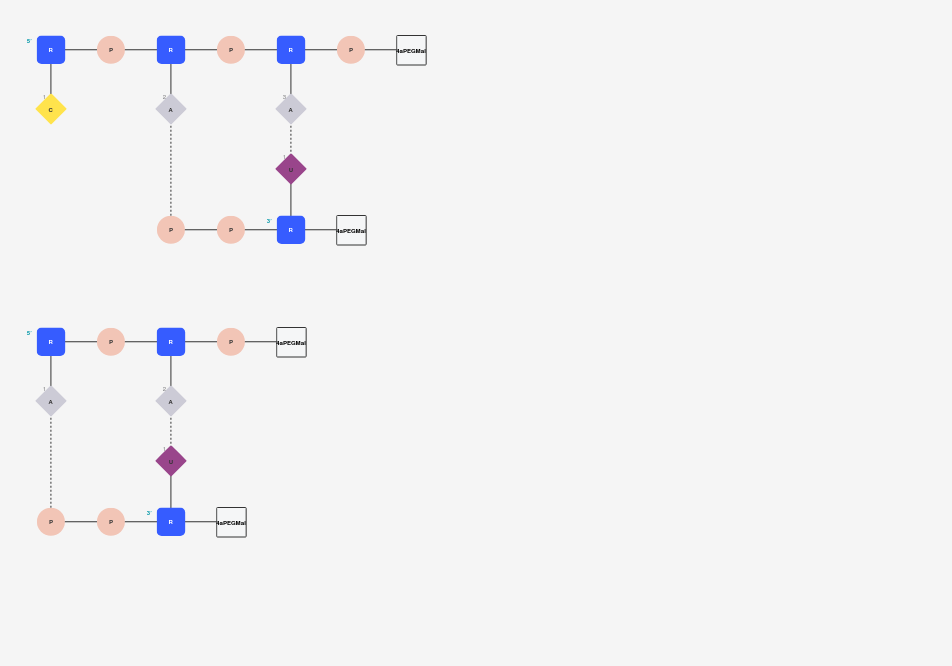 5' R P R P R P 4aPEGMal
1 C 2 A 3 A
1 U
P P 3' R 4aPEGMal
5' R P R P 4aPEGMal
1 A 2 A
1 U
P P 3' R 4aPEGMal